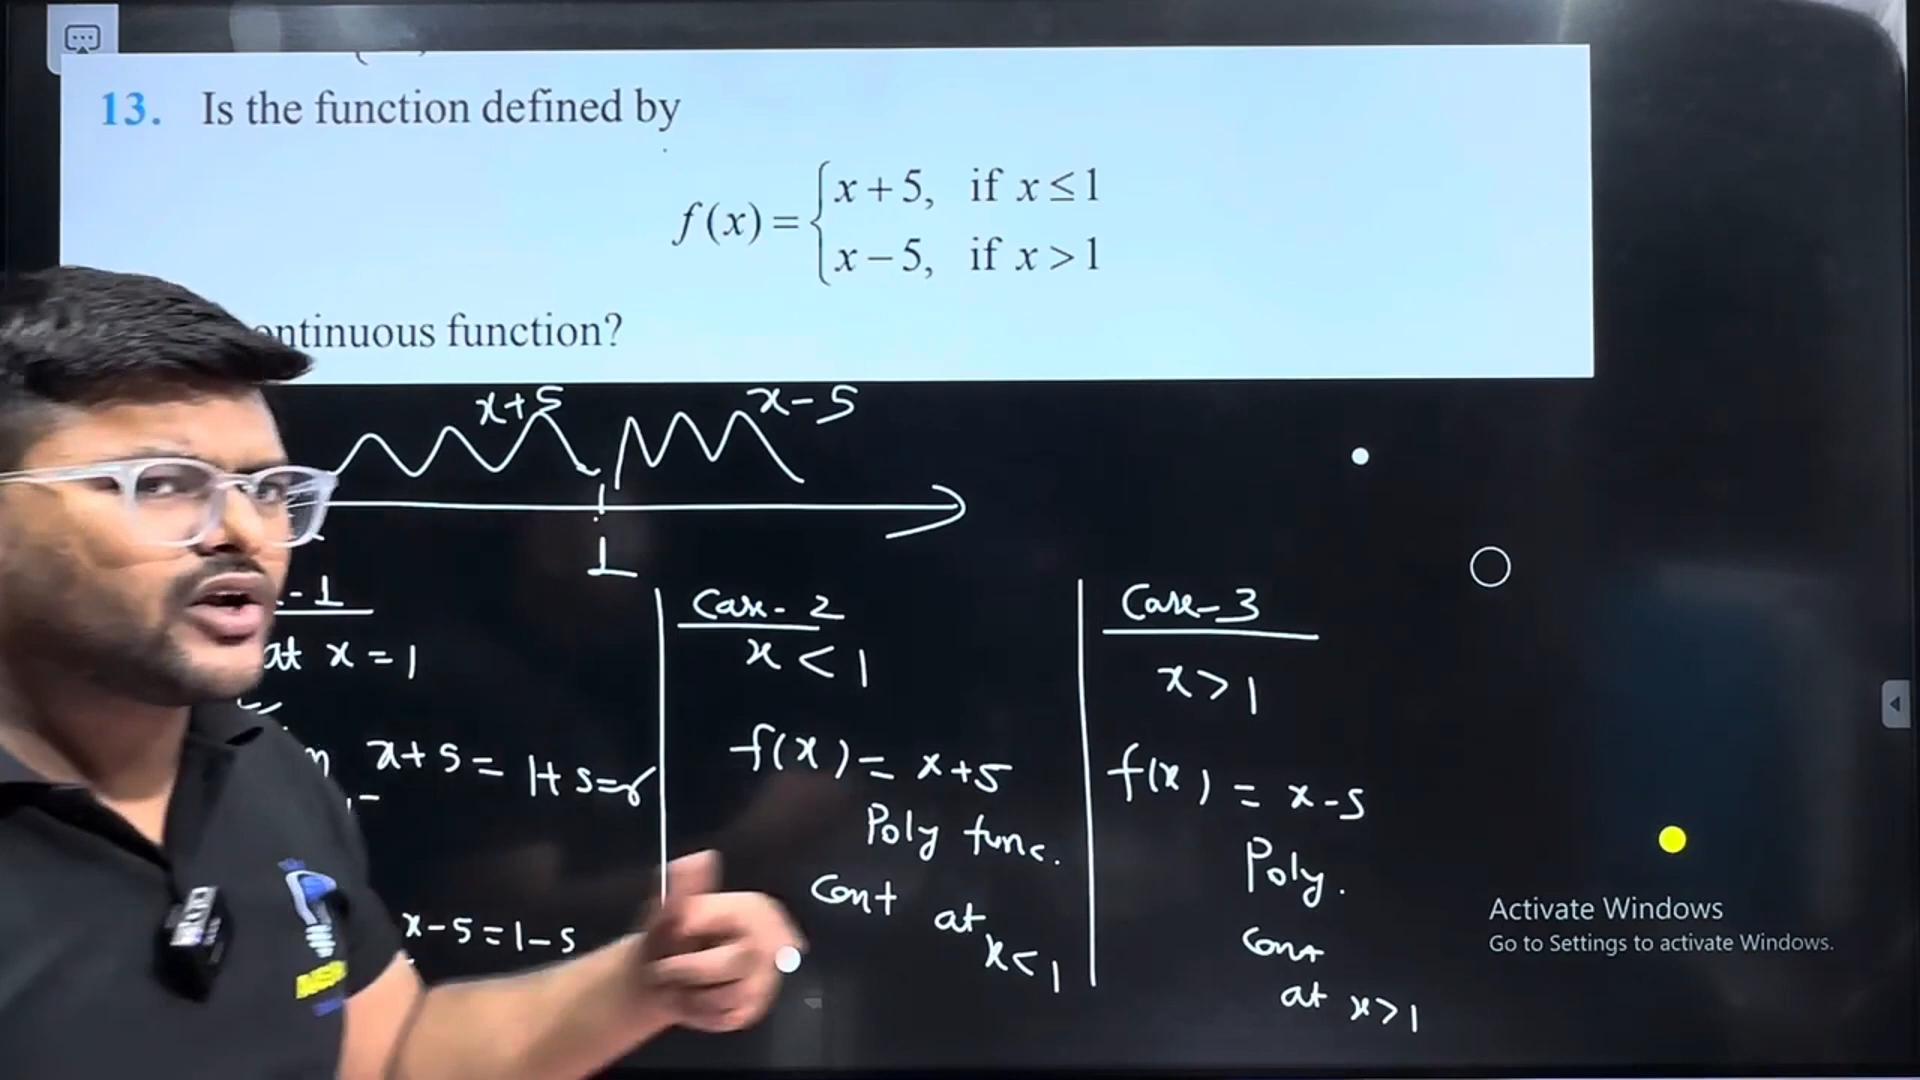 13. Is the function defined by
f(x) = { x + 5, if x ≤ 1
x − 5, if x > 1
ontinuous function?
x+5 x-5
1
-1
at x = 1
x+5 = 1+5=6
x-5=1-5
Case-2
x < 1
f(x) = x+5
Poly func.
Cont at
x<1
Case-3
x>1
f(x) = x-5
Poly.
Cont
at x>1
Activate Windows
Go to Settings to activate Windows.